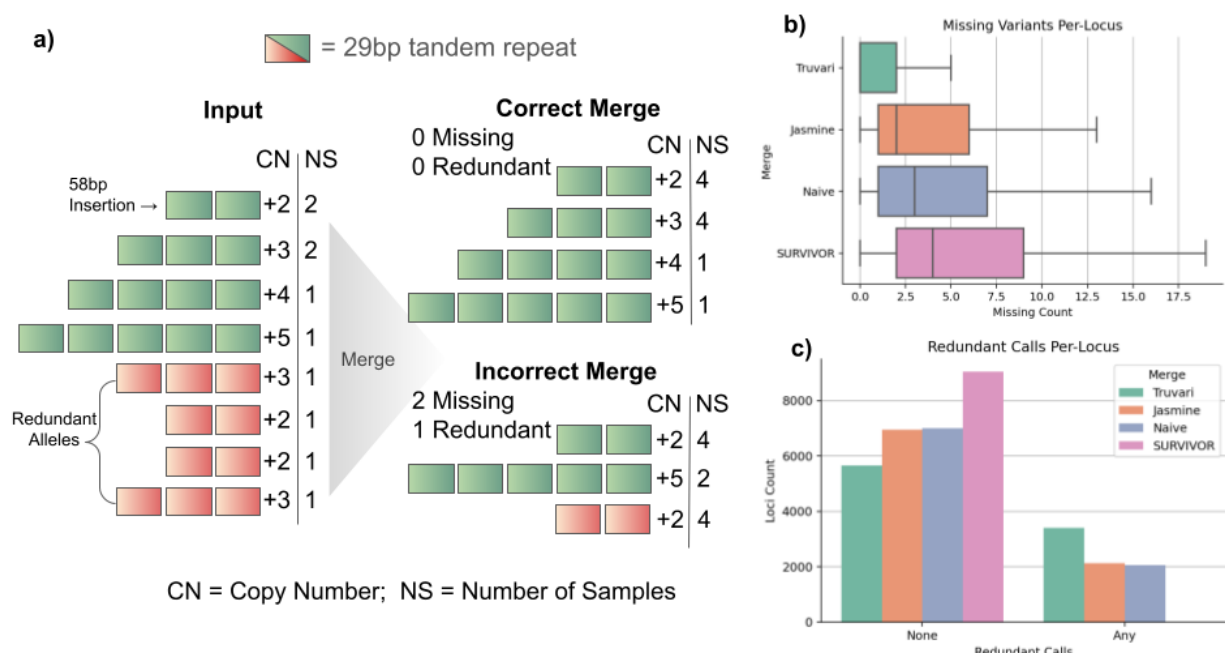 a)
= 29bp tandem repeat
Input
CN NS
58bp
Insertion →
+2 2
+3 2
+4 1
+5 1
+3 1
Redundant
Alleles
+2 1
+2 1
+3 1
Merge
Correct Merge
0 Missing
0 Redundant
CN NS
+2 4
+3 4
+4 1
+5 1
Incorrect Merge
2 Missing
1 Redundant
CN NS
+2 4
+5 2
+2 4
CN = Copy Number; NS = Number of Samples
b)
Missing Variants Per-Locus
Merge
Truvari
Jasmine
Naive
SURVIVOR
0.0 2.5 5.0 7.5 10.0 12.5 15.0 17.5
Missing Count
c)
Redundant Calls Per-Locus
Loci Count
8000
6000
4000
2000
0
Merge
Truvari
Jasmine
Naive
SURVIVOR
None Any
Redundant Calls